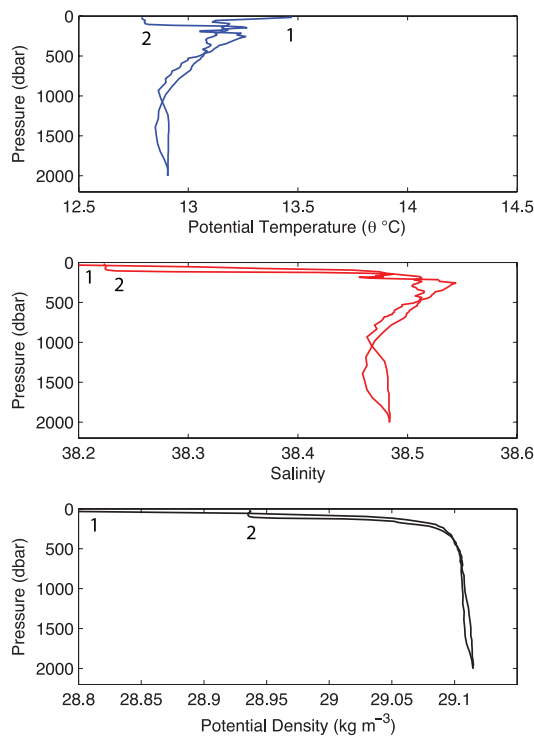 0
500
1000
1500
2000
Pressure (dbar)
2
1
12.5 13 13.5 14 14.5
Potential Temperature (θ °C)
0
500
1000
1500
2000
Pressure (dbar)
1 2
38.2 38.3 38.4 38.5 38.6
Salinity
0
500
1000
1500
2000
Pressure (dbar)
1 2
28.8 28.85 28.9 28.95 29 29.05 29.1
Potential Density (kg m⁻³)